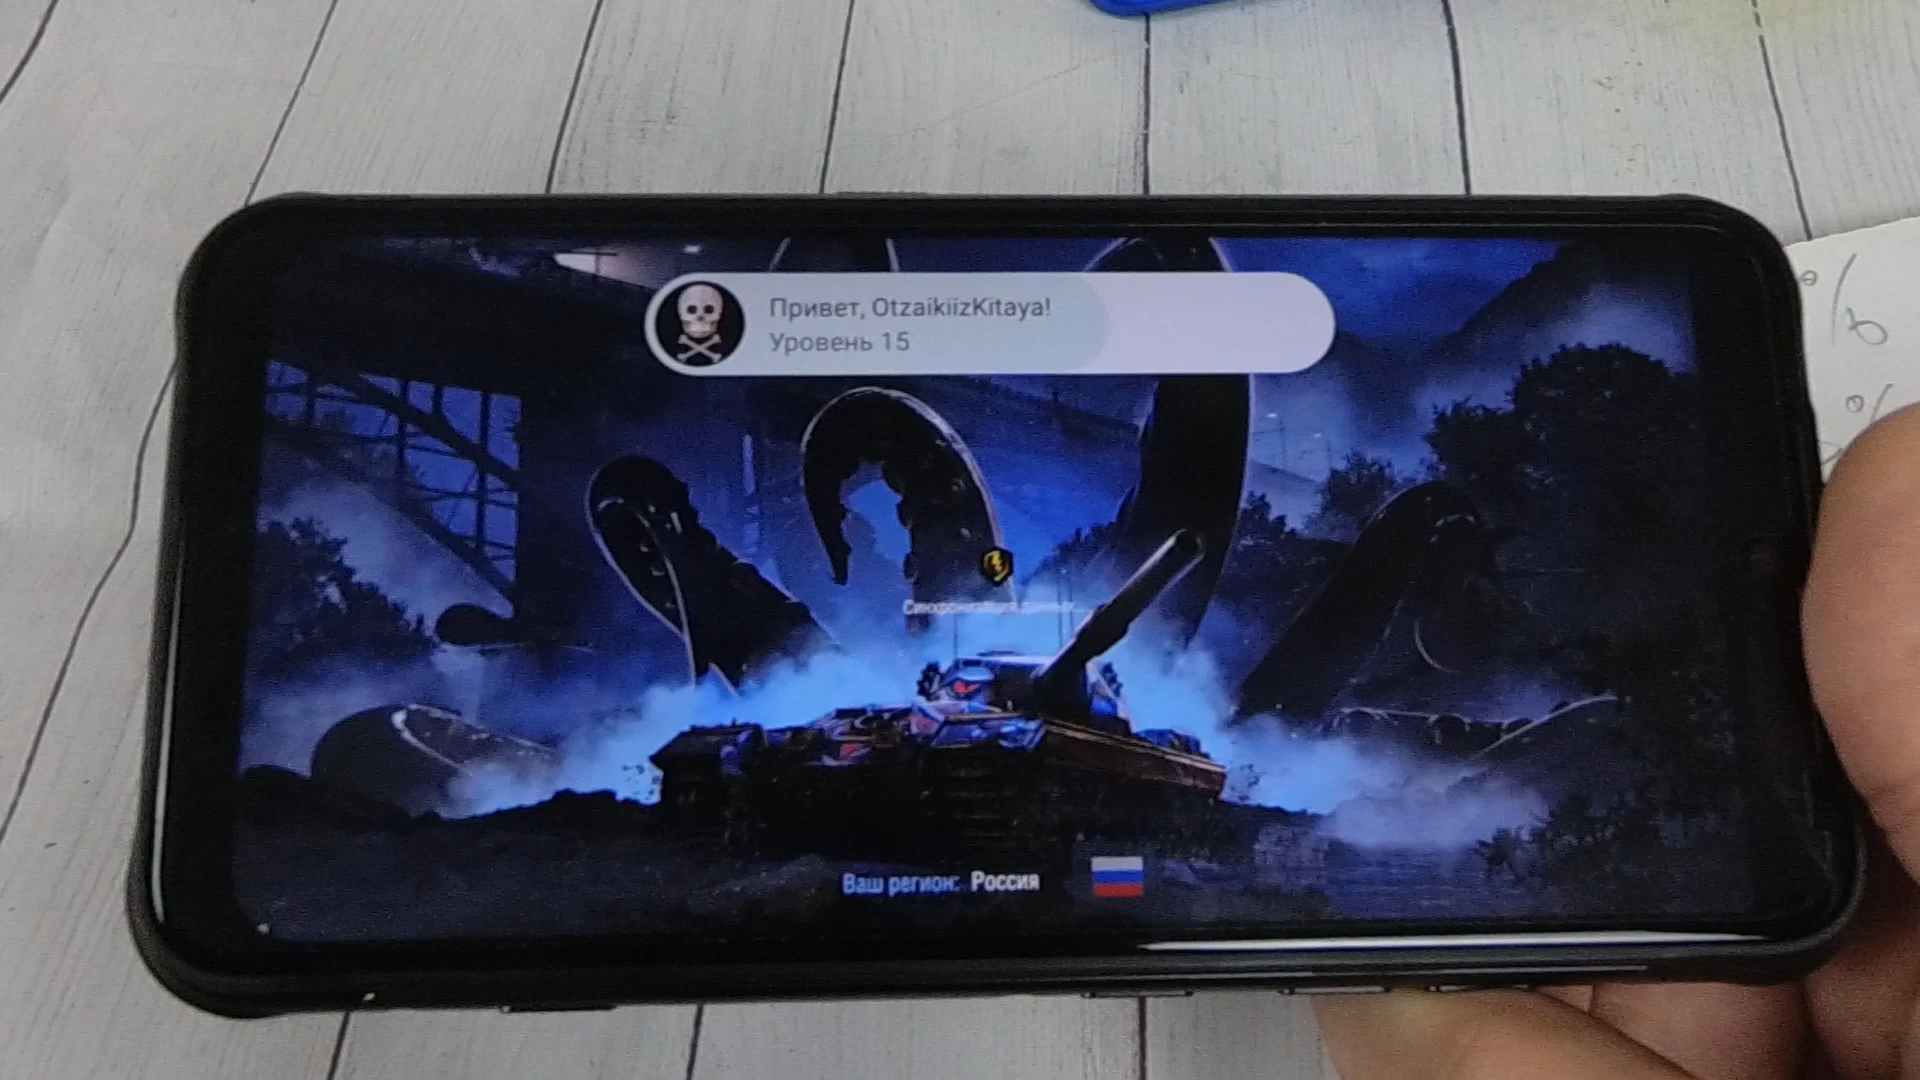 Привет, OtzaikiizKitaya!
Уровень 15
Синхронизация данных...
Ваш регион: Россия
%
%